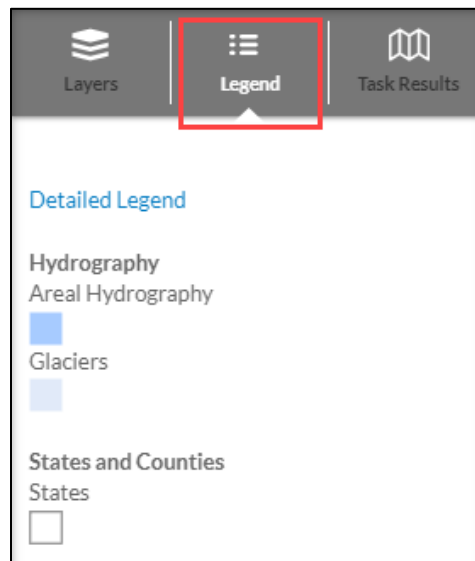 Layers Legend Task Results
Detailed Legend
Hydrography
Areal Hydrography
Glaciers
States and Counties
States